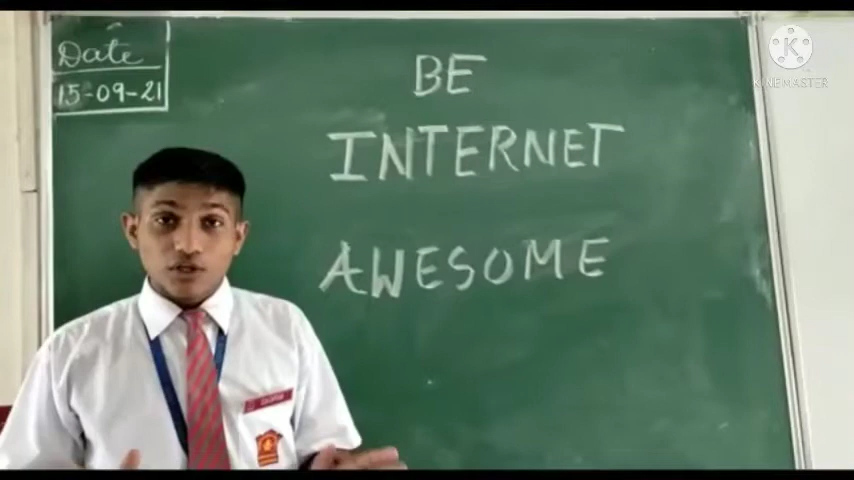 Date
15-09-21
BE
INTERNET
AWESOME
KINEMASTER